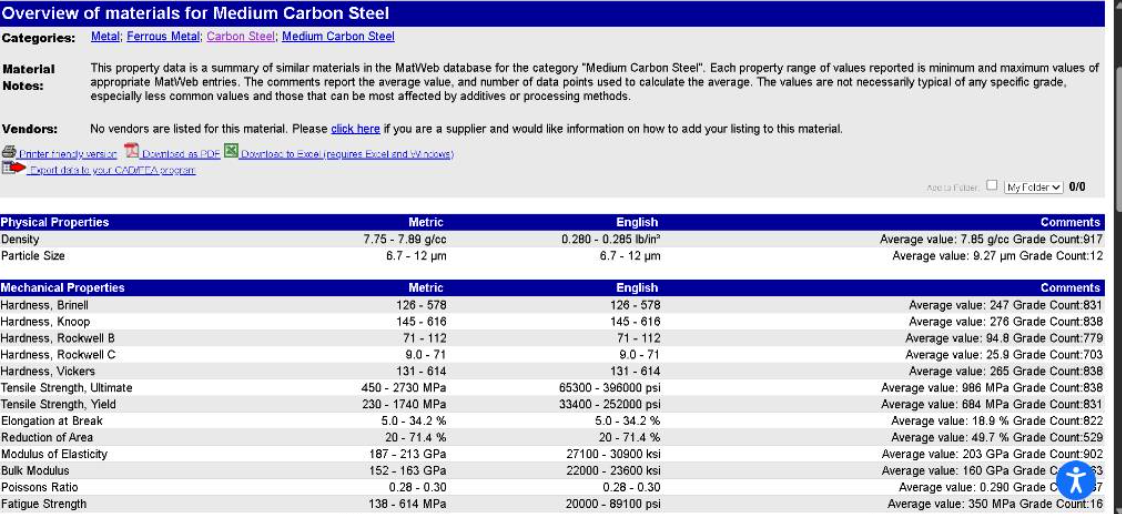 Overview of materials for Medium Carbon Steel
Categories: Metal; Ferrous Metal; Carbon Steel; Medium Carbon Steel
Material Notes: This property data is a summary of similar materials in the MatWeb database for the category "Medium Carbon Steel". Each property range of values reported is minimum and maximum values of
appropriate MatWeb entries. The comments report the average value, and number of data points used to calculate the average. The values are not necessarily typical of any specific grade,
especially less common values and those that can be most affected by additives or processing methods.
Vendors: No vendors are listed for this material. Please click here if you are a supplier and would like information on how to add your listing to this material.
Printer friendly version Download as PDF Download to Excel (requires Excel and Windows)
Export data to your CAD/FEA program
Add to Folder: My Folder 0/0
Physical Properties Metric English Comments
Density 7.75 - 7.89 g/cc 0.280 - 0.285 lb/in³ Average value: 7.85 g/cc Grade Count:917
Particle Size 6.7 - 12 µm 6.7 - 12 µm Average value: 9.27 µm Grade Count:12
Mechanical Properties Metric English Comments
Hardness, Brinell 126 - 578 126 - 578 Average value: 247 Grade Count:831
Hardness, Knoop 145 - 616 145 - 616 Average value: 276 Grade Count:838
Hardness, Rockwell B 71 - 112 71 - 112 Average value: 94.8 Grade Count:779
Hardness, Rockwell C 9.0 - 71 9.0 - 71 Average value: 25.9 Grade Count:703
Hardness, Vickers 131 - 614 131 - 614 Average value: 265 Grade Count:838
Tensile Strength, Ultimate 450 - 2730 MPa 65300 - 396000 psi Average value: 986 MPa Grade Count:838
Tensile Strength, Yield 230 - 1740 MPa 33400 - 252000 psi Average value: 684 MPa Grade Count:831
Elongation at Break 5.0 - 34.2 % 5.0 - 34.2 % Average value: 18.9 % Grade Count:822
Reduction of Area 20 - 71.4 % 20 - 71.4 % Average value: 49.7 % Grade Count:529
Modulus of Elasticity 187 - 213 GPa 27100 - 30900 ksi Average value: 203 GPa Grade Count:902
Bulk Modulus 152 - 163 GPa 22000 - 23600 ksi Average value: 160 GPa Grade
Poissons Ratio 0.28 - 0.30 0.28 - 0.30 Average value: 0.290 Grade
Fatigue Strength 138 - 614 MPa 20000 - 89100 psi Average value: 350 MPa Grade Count:16